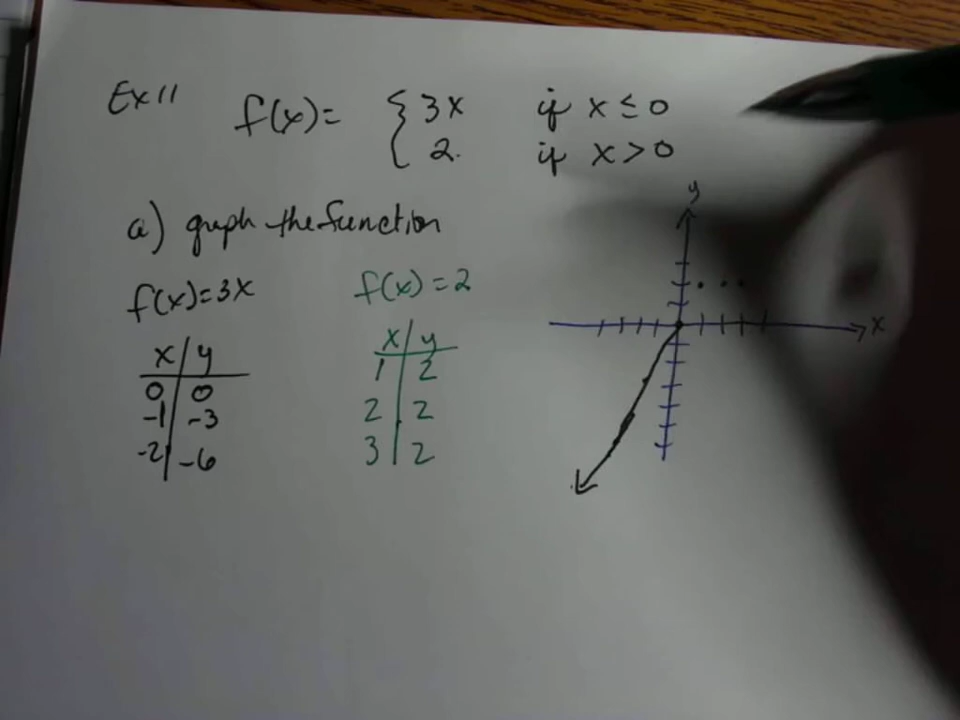 Ex 11
f(x)= { 3x if x ≤ 0
2. if x > 0
a) graph the function
f(x)=3x
x y
0 0
-1 -3
-2 -6
f(x)=2
x y
1 2
2 2
3 2
y
x